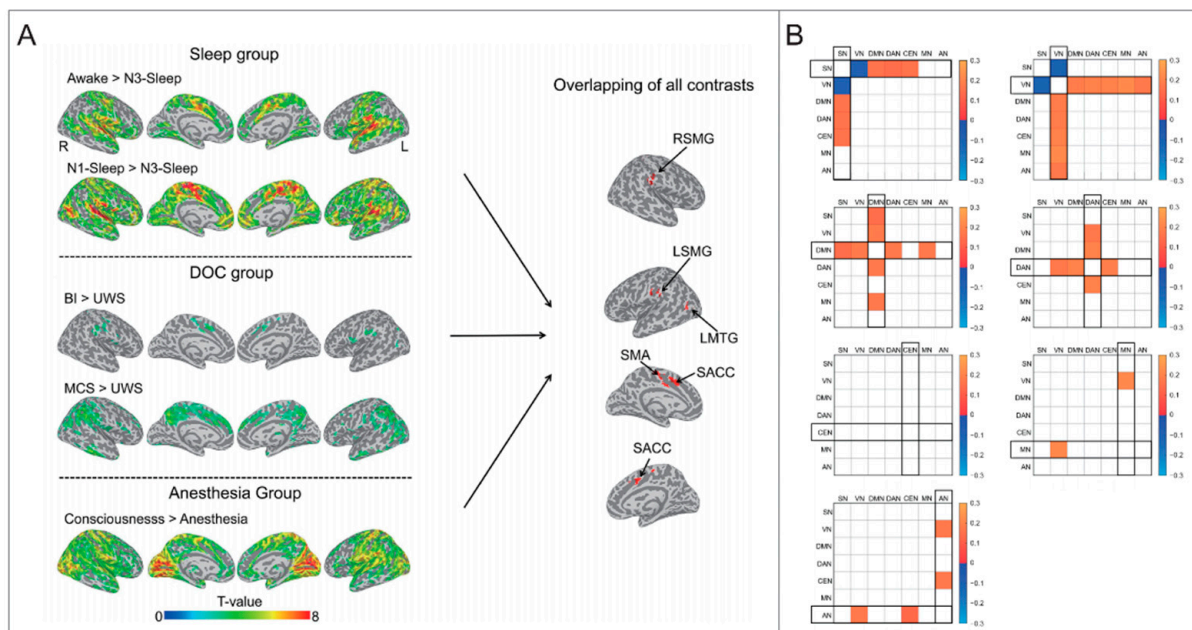 A
Sleep group
Awake > N3-Sleep
R
L
N1-Sleep > N3-Sleep
DOC group
BI > UWS
MCS > UWS
Anesthesia Group
Consciousnesss > Anesthesia
T-value
0
8
Overlapping of all contrasts
RSMG
LSMG
LMTG
SMA
SACC
SACC
B
SN VN DMN DAN CEN MN AN
SN
VN
DMN
DAN
CEN
MN
AN
0.3
0.2
0.1
0
−0.1
−0.2
−0.3
SN VN DMN DAN CEN MN AN
SN
VN
DMN
DAN
CEN
MN
AN
0.3
0.2
0.1
0
−0.1
−0.2
−0.3
SN VN DMN DAN CEN MN AN
SN
VN
DMN
DAN
CEN
MN
AN
0.3
0.2
0.1
0
−0.1
−0.2
−0.3
SN VN DMN DAN CEN MN AN
SN
VN
DMN
DAN
CEN
MN
AN
0.3
0.2
0.1
0
−0.1
−0.2
−0.3
SN VN DMN DAN CEN MN AN
SN
VN
DMN
DAN
CEN
MN
AN
0.3
0.2
0.1
0
−0.1
−0.2
−0.3
SN VN DMN DAN CEN MN AN
SN
VN
DMN
DAN
CEN
MN
AN
0.3
0.2
0.1
0
−0.1
−0.2
−0.3
SN VN DMN DAN CEN MN AN
SN
VN
DMN
DAN
CEN
MN
AN
0.3
0.2
0.1
0
−0.1
−0.2
−0.3